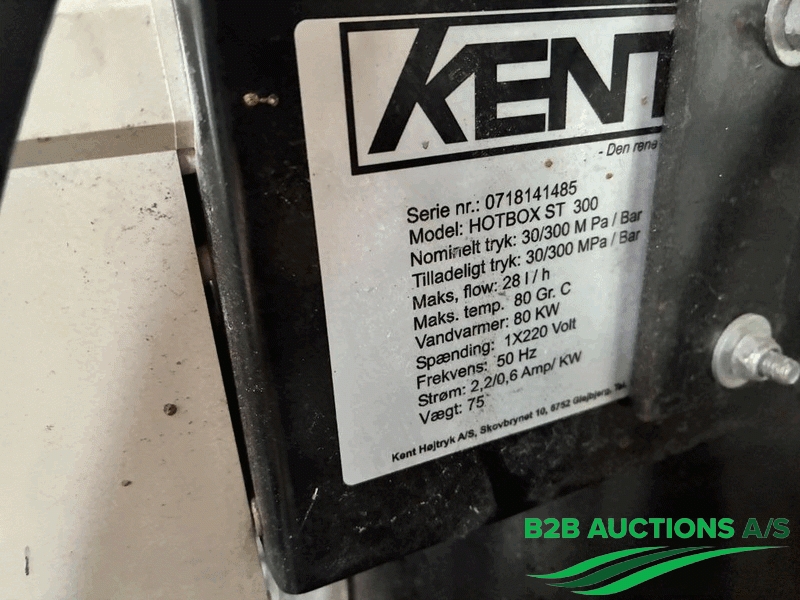 KENT
- Den rene
Serie nr.: 0718141485
Model: HOTBOX ST 300
Nominelt tryk: 30/300 M Pa / Bar
Tilladeligt tryk: 30/300 MPa / Bar
Maks, flow: 28 l / h
Maks. temp. 80 Gr. C
Vandvarmer: 80 KW
Spænding: 1X220 Volt
Frekvens: 50 Hz
Strøm: 2,2/0,6 Amp/ KW
Vægt: 75
Kent Højtryk A/S, Skovbrynet 10, 6752 Glejbjerg, Tel.
B2B AUCTIONS A/S